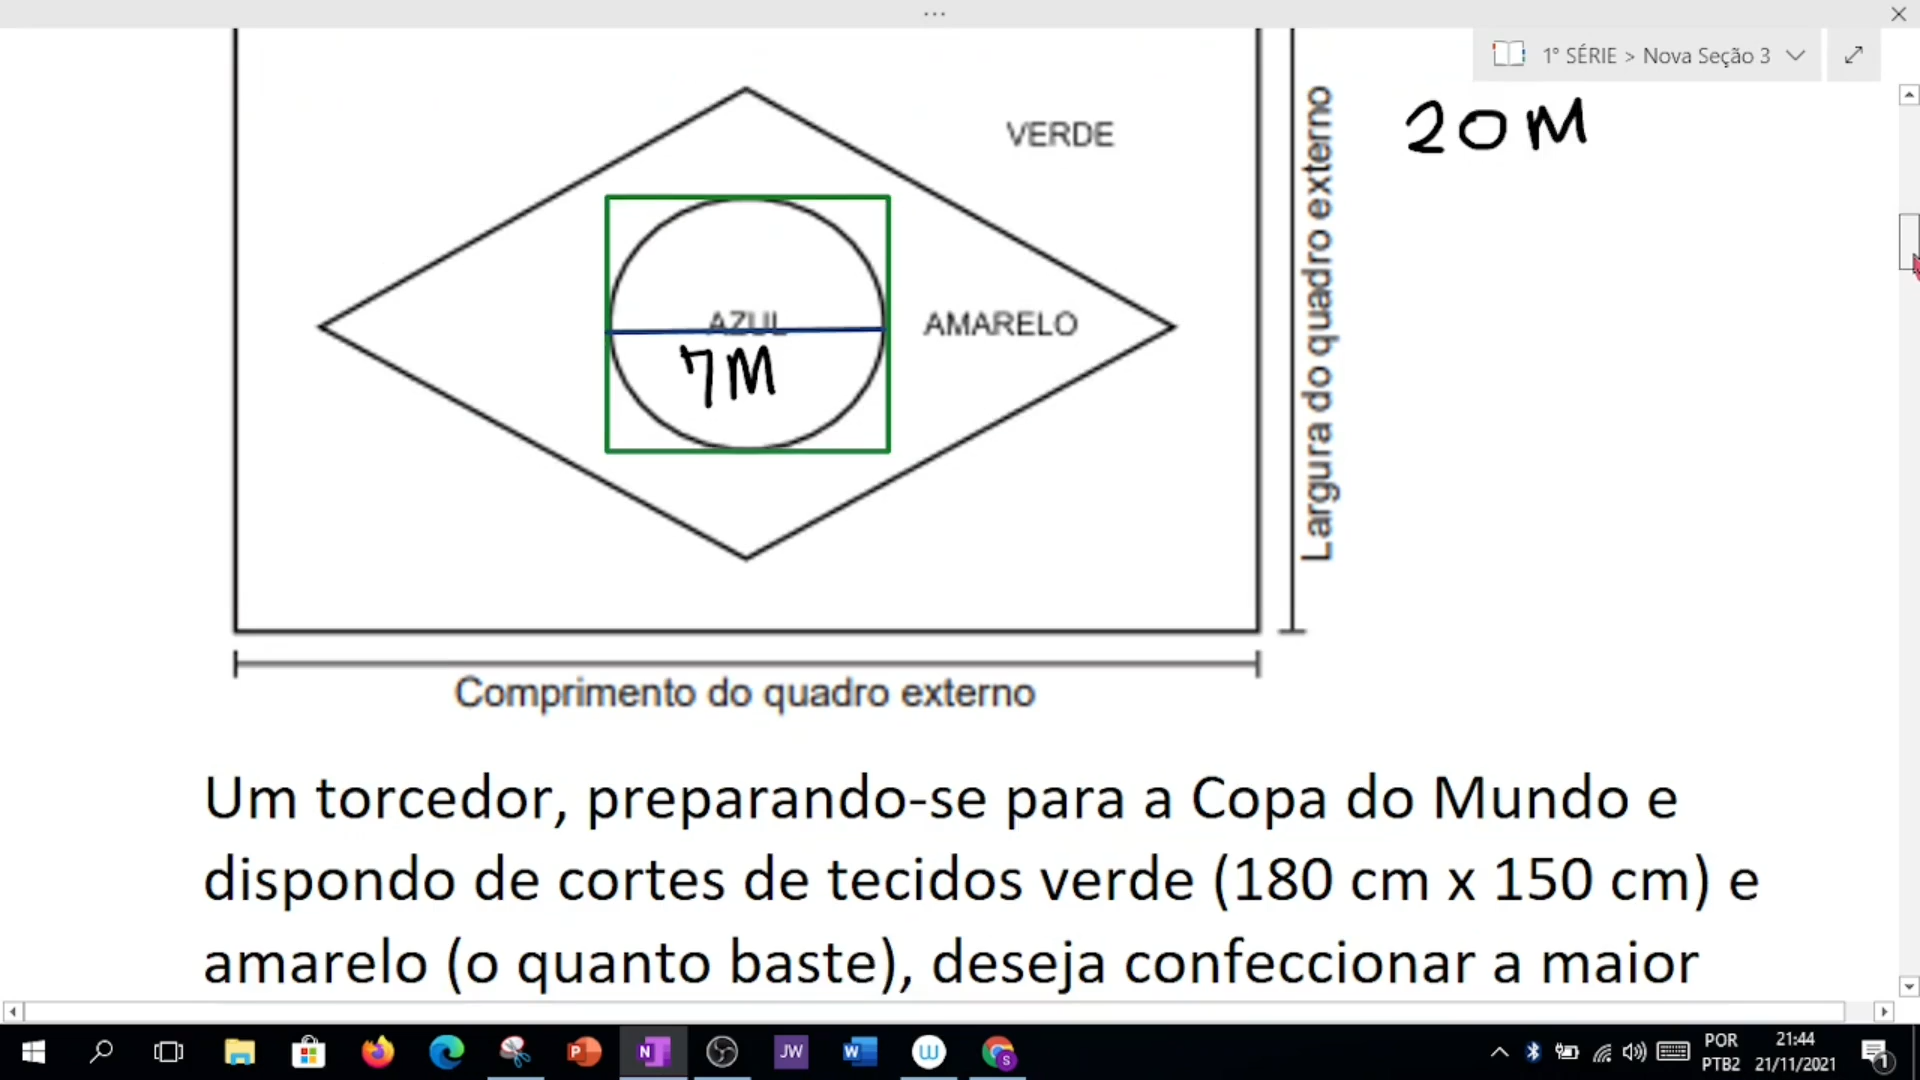 1° SÉRIE > Nova Seção 3
20M
VERDE
Largura do quadro externo
AZUL
AMARELO
7M
Comprimento do quadro externo
Um torcedor, preparando-se para a Copa do Mundo e
dispondo de cortes de tecidos verde (180 cm x 150 cm) e
amarelo (o quanto baste), deseja confeccionar a maior
P
N
JW
W
W
S
POR
PTB2
21:44
21/11/2021
1